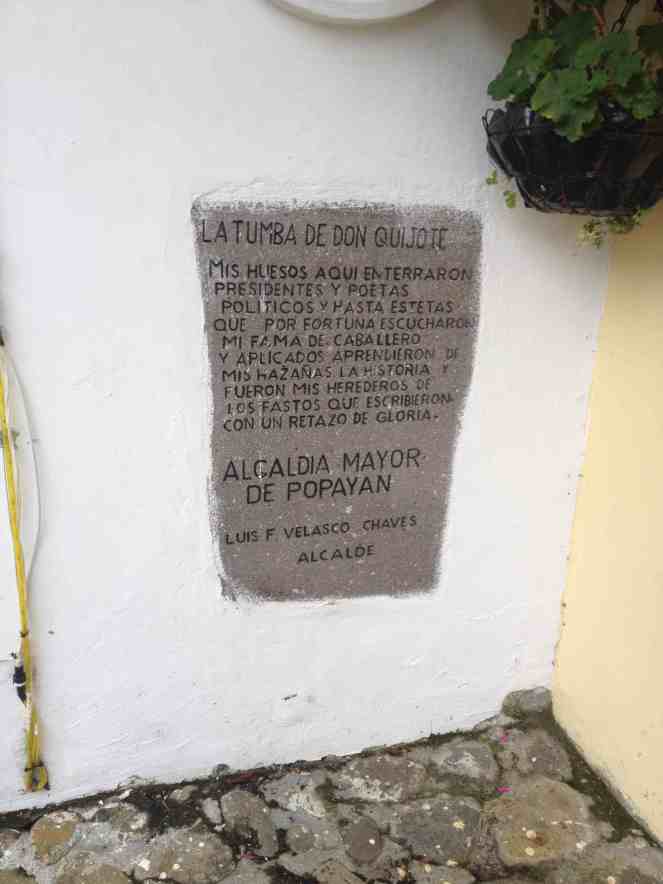 LA TUMBA DE DON QUIJOTE
MIS HUESOS AQUI ENTERRARON
PRESIDENTES Y POETAS
POLITICOS Y HASTA ESTETAS
QUE POR FORTUNA ESCUCHARON
MI FAMA DE CABALLERO
Y APLICADOS APRENDIERON DE
MIS HAZAÑAS LA HISTORIA Y
FUERON MIS HEREDEROS DE
LOS FASTOS QUE ESCRIBIERON
CON UN RETAZO DE GLORIA.
ALCALDIA MAYOR
DE POPAYAN
LUIS F. VELASCO CHAVES
ALCALDE